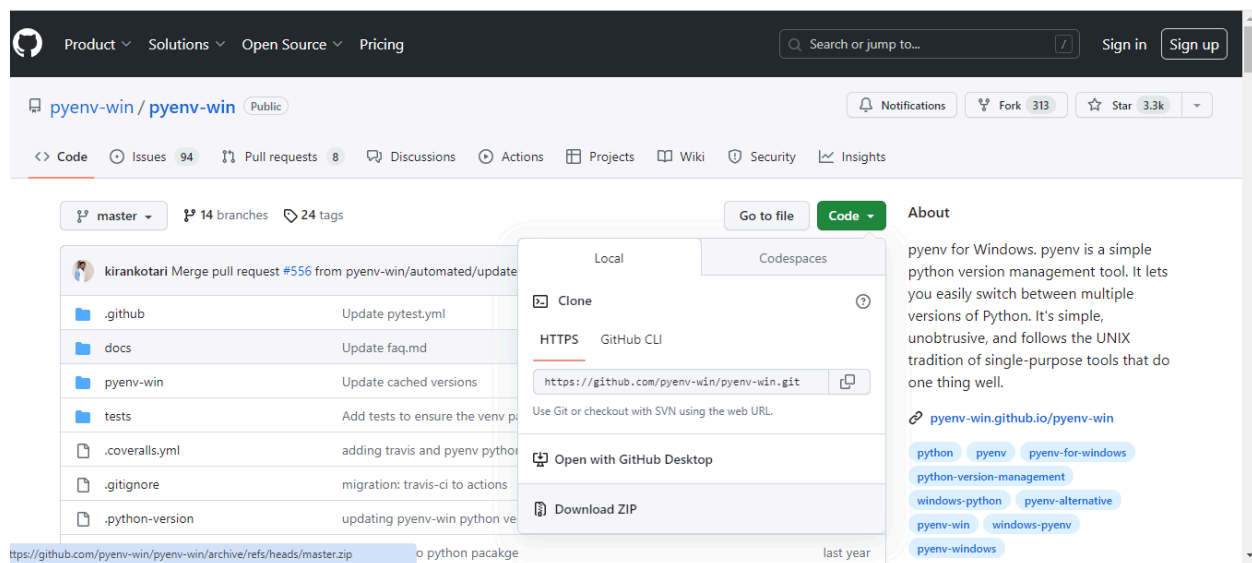 Product Solutions Open Source Pricing Search or jump to... / Sign in Sign up
pyenv-win / pyenv-win Public Notifications Fork 313 Star 3.3k
<> Code Issues 94 Pull requests 8 Discussions Actions Projects Wiki Security Insights
master 14 branches 24 tags Go to file Code
kirankotari Merge pull request #556 from pyenv-win/automated/update
.github Update pytest.yml
docs Update faq.md
pyenv-win Update cached versions
tests Add tests to ensure the venv pa
.coveralls.yml adding travis and pyenv python
.gitignore migration: travis-ci to actions
.python-version updating pyenv-win python ve
o python pacakge last year
Local Codespaces
Clone
HTTPS GitHub CLI
https://github.com/pyenv-win/pyenv-win.git
Use Git or checkout with SVN using the web URL.
Open with GitHub Desktop
Download ZIP
About
pyenv for Windows. pyenv is a simple
python version management tool. It lets
you easily switch between multiple
versions of Python. It's simple,
unobtrusive, and follows the UNIX
tradition of single-purpose tools that do
one thing well.
pyenv-win.github.io/pyenv-win
python pyenv pyenv-for-windows
python-version-management
windows-python pyenv-alternative
pyenv-win windows-pyenv
pyenv-windows
ttps://github.com/pyenv-win/pyenv-win/archive/refs/heads/master.zip